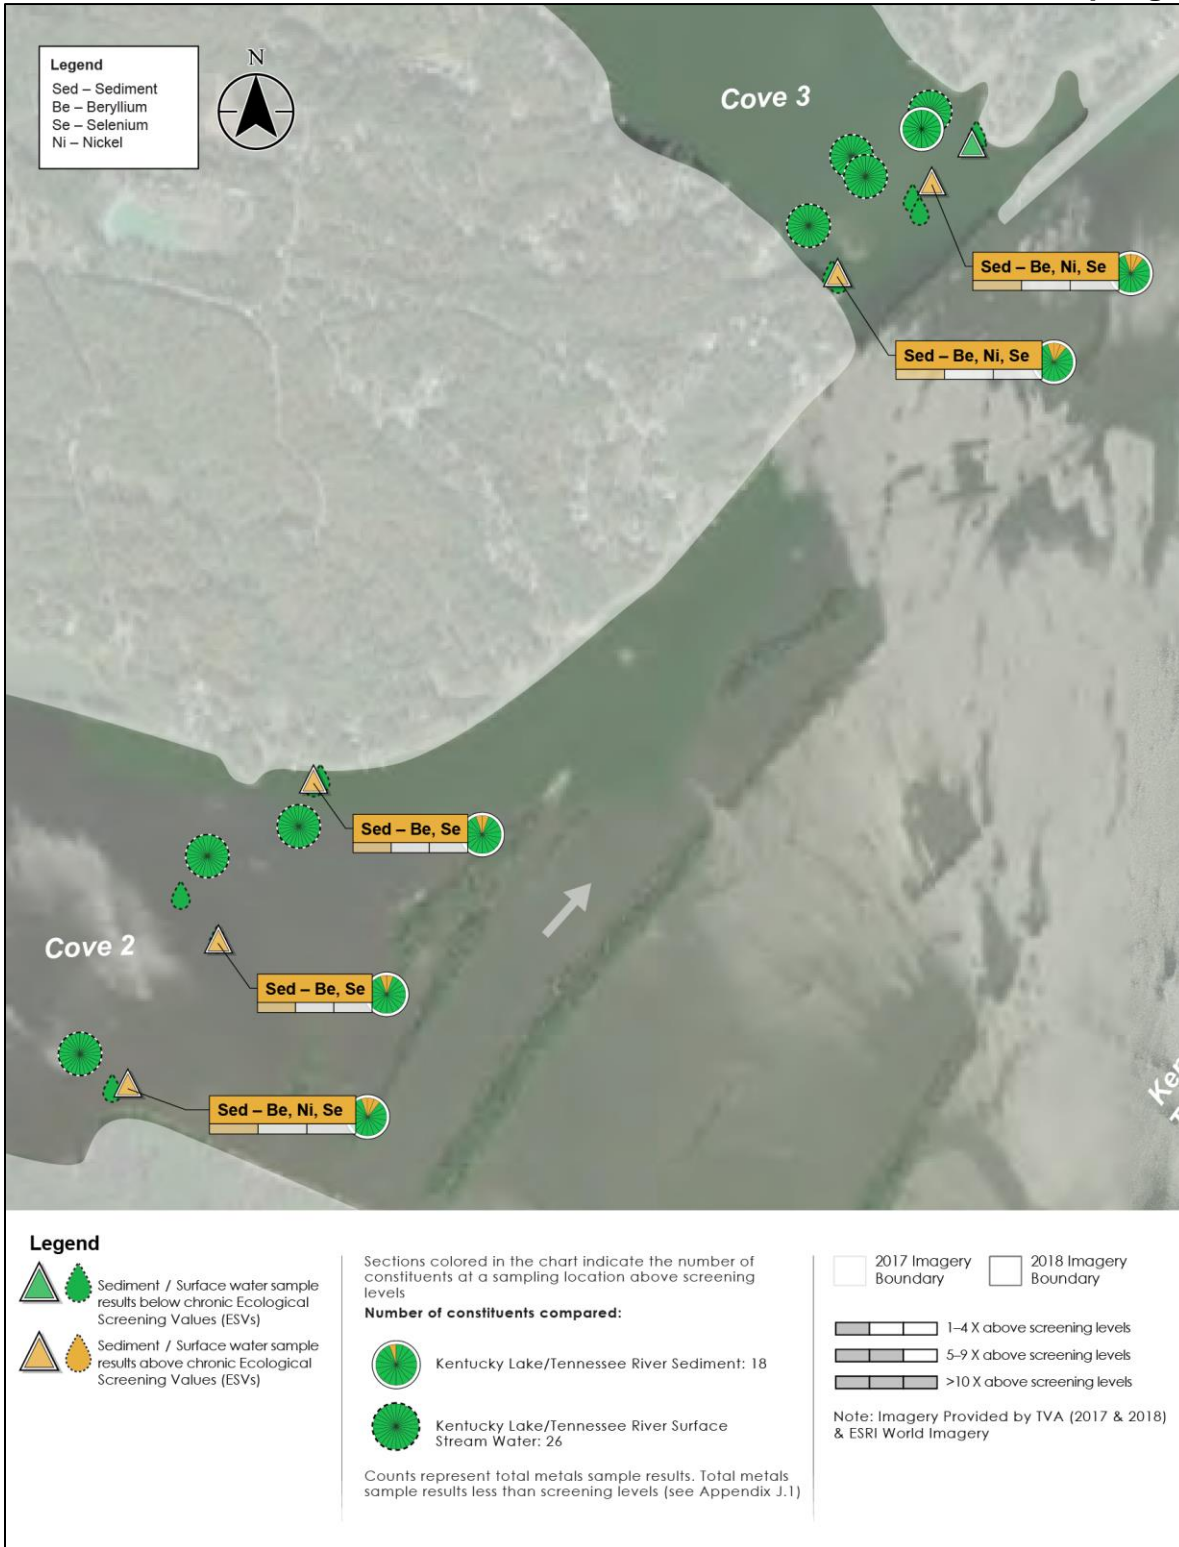 Legend
Sed – Sediment
Be – Beryllium
Se – Selenium
Ni – Nickel
N
Cove 3
Sed – Be, Ni, Se
Sed – Be, Ni, Se
Sed – Be, Se
Cove 2
Sed – Be, Se
Sed – Be, Ni, Se
Legend
Sediment / Surface water sample
results below chronic Ecological
Screening Values (ESVs)
Sediment / Surface water sample
results above chronic Ecological
Screening Values (ESVs)
Sections colored in the chart indicate the number of
constituents at a sampling location above screening
levels
Number of constituents compared:
Kentucky Lake/Tennessee River Sediment: 18
Kentucky Lake/Tennessee River Surface
Stream Water: 26
Counts represent total metals sample results. Total metals
sample results less than screening levels (see Appendix J.1)
2017 Imagery
Boundary
2018 Imagery
Boundary
1–4 X above screening levels
5–9 X above screening levels
>10 X above screening levels
Note: Imagery Provided by TVA (2017 & 2018)
& ESRI World Imagery